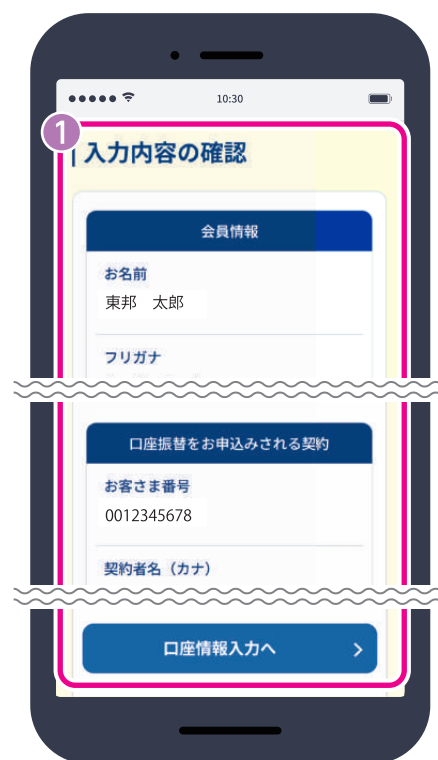 10:30
1
入力内容の確認
会員情報
お名前
東邦　太郎
フリガナ
口座振替をお申込みされる契約
お客さま番号
0012345678
契約者名（カナ）
口座情報入力へ